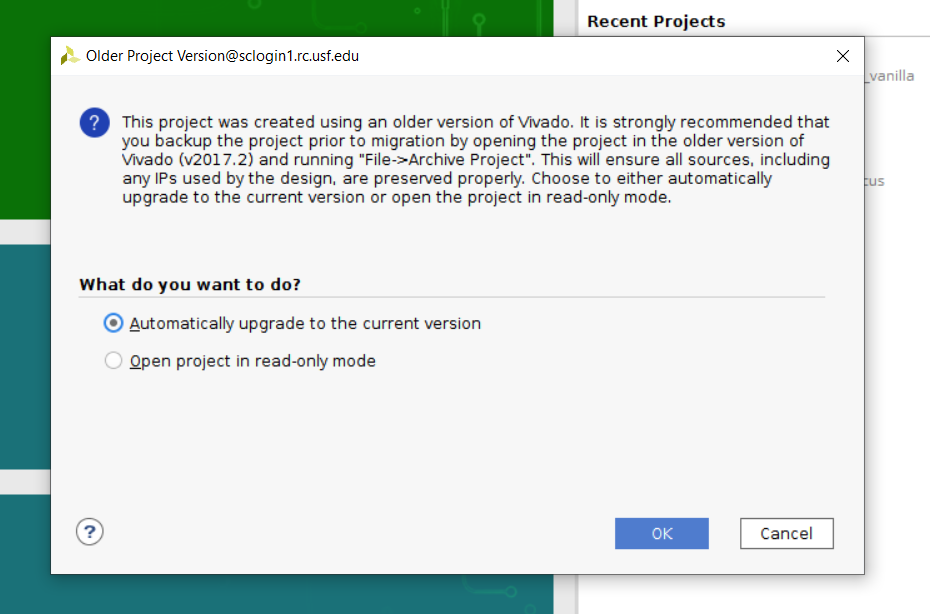 Recent Projects
Older Project Version@sclogin1.rc.usf.edu
_vanilla
? This project was created using an older version of Vivado. It is strongly recommended that
you backup the project prior to migration by opening the project in the older version of
Vivado (v2017.2) and running "File->Archive Project". This will ensure all sources, including
any IPs used by the design, are preserved properly. Choose to either automatically
cus
upgrade to the current version or open the project in read-only mode.
What do you want to do?
Automatically upgrade to the current version
Open project in read-only mode
?
OK
Cancel